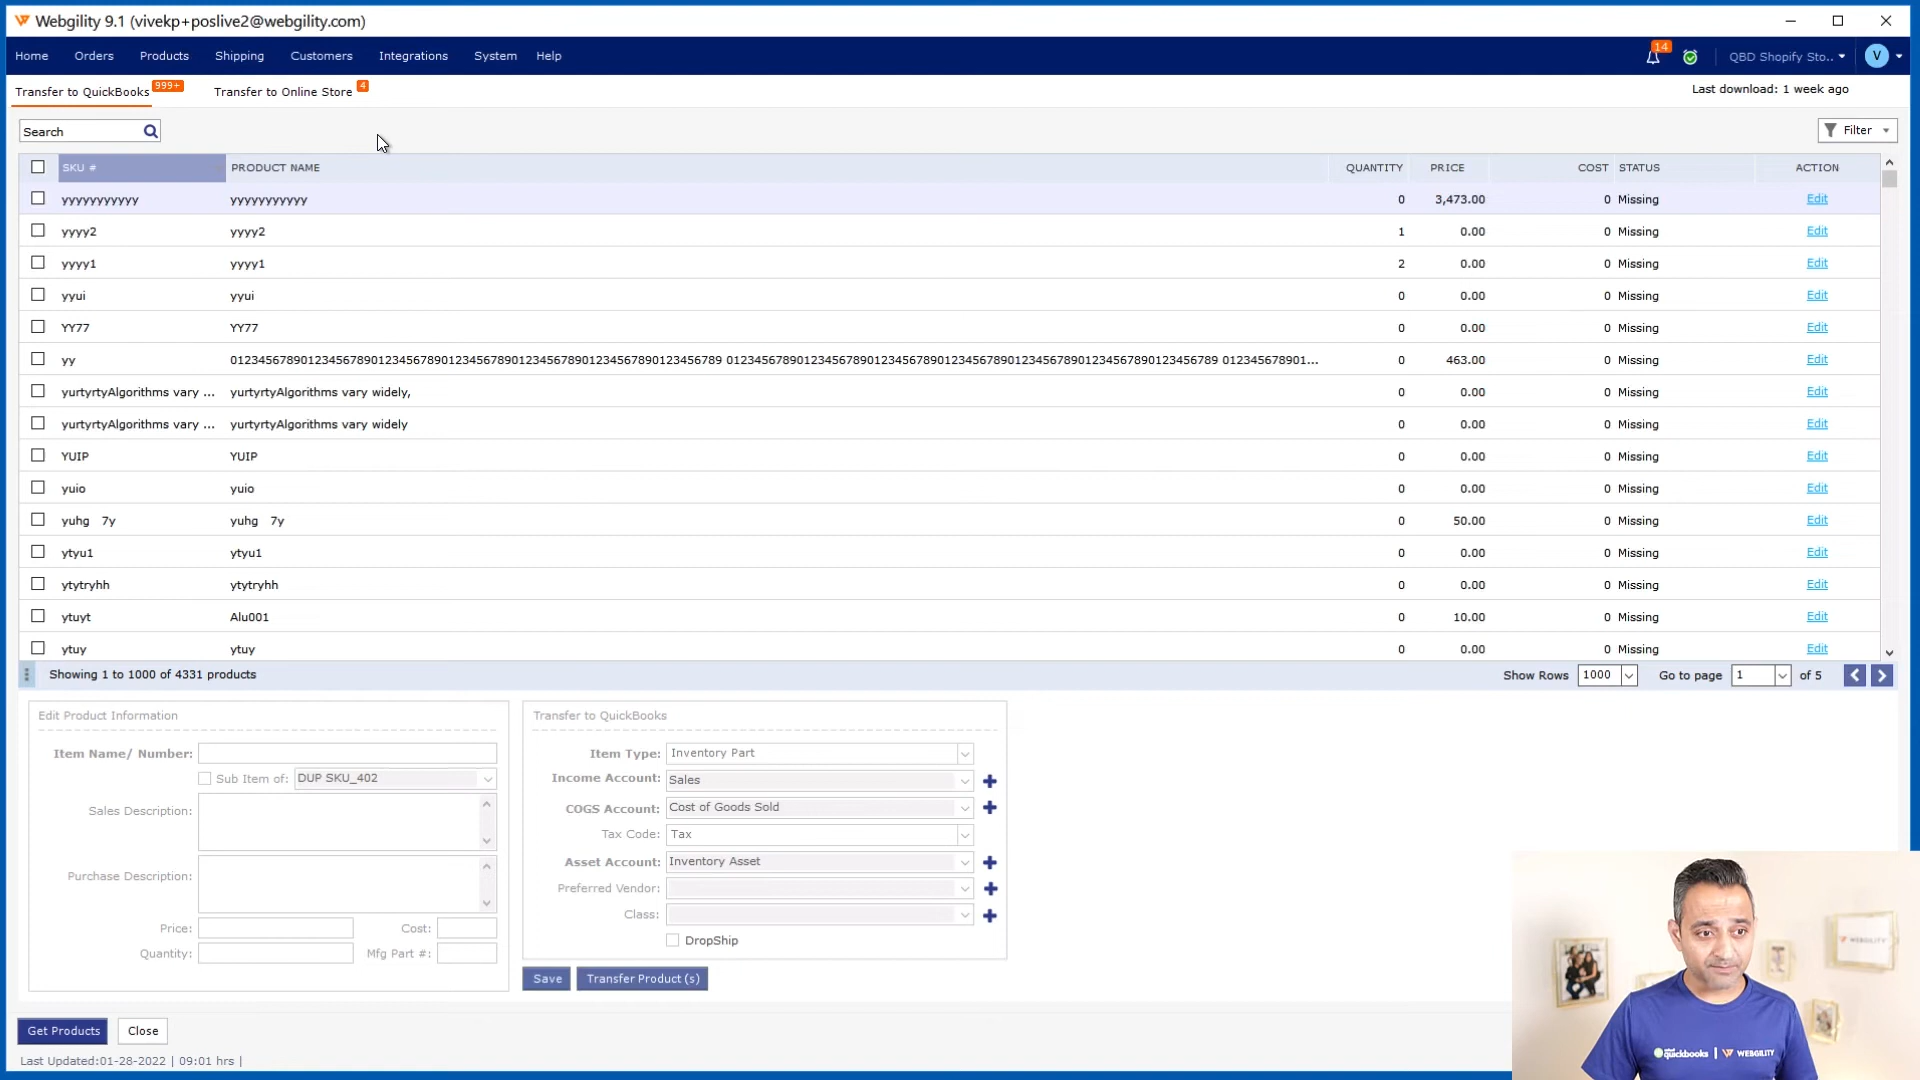 Webgility 9.1 (vivekp+poslive2@webgility.com)
Home Orders Products Shipping Customers Integrations System Help 14 QBD Shopify Sto.. V
Transfer to QuickBooks 999+ Transfer to Online Store 4 Last download: 1 week ago
Search Filter
SKU # PRODUCT NAME QUANTITY PRICE COST STATUS ACTION
yyyyyyyyyyy yyyyyyyyyyy 0 3,473.00 0 Missing Edit
yyyy2 yyyy2 1 0.00 0 Missing Edit
yyyy1 yyyy1 2 0.00 0 Missing Edit
yyui yyui 0 0.00 0 Missing Edit
YY77 YY77 0 0.00 0 Missing Edit
yy 01234567890123456789012345678901234567890123456789012345678901234567890123456789 01234567890123456789012345678901234567890123456789012345678901234567890123456789 012345678901... 0 463.00 0 Missing Edit
yurtyrtyAlgorithms vary ... yurtyrtyAlgorithms vary widely, 0 0.00 0 Missing Edit
yurtyrtyAlgorithms vary ... yurtyrtyAlgorithms vary widely 0 0.00 0 Missing Edit
YUIP YUIP 0 0.00 0 Missing Edit
yuio yuio 0 0.00 0 Missing Edit
yuhg 7y yuhg 7y 0 50.00 0 Missing Edit
ytyu1 ytyu1 0 0.00 0 Missing Edit
ytytryhh ytytryhh 0 0.00 0 Missing Edit
ytuyt Alu001 0 10.00 0 Missing Edit
ytuy ytuy 0 0.00 0 Missing Edit
Showing 1 to 1000 of 4331 products Show Rows 1000 Go to page 1 of 5
Edit Product Information
Item Name/ Number:
Sub Item of: DUP SKU_402
Sales Description:
Purchase Description:
Price: Cost:
Quantity: Mfg Part #:
Transfer to QuickBooks
Item Type: Inventory Part
Income Account: Sales
COGS Account: Cost of Goods Sold
Tax Code: Tax
Asset Account: Inventory Asset
Preferred Vendor:
Class:
DropShip
Save Transfer Product(s)
Get Products Close
Last Updated:01-28-2022 | 09:01 hrs |
WEBGILITY
quickbooks | WEBGILITY